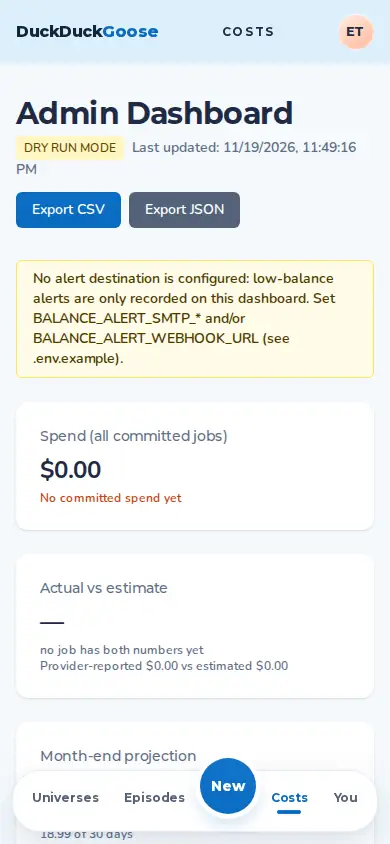 DuckDuckGoose
COSTS
ET
Admin Dashboard
DRY RUN MODE Last updated: 11/19/2026, 11:49:16
PM
Export CSV
Export JSON
No alert destination is configured: low-balance
alerts are only recorded on this dashboard. Set
BALANCE_ALERT_SMTP_* and/or
BALANCE_ALERT_WEBHOOK_URL (see
.env.example).
Spend (all committed jobs)
$0.00
No committed spend yet
Actual vs estimate
—
no job has both numbers yet
Provider-reported $0.00 vs estimated $0.00
Month-end projection
Universes
Episodes
New
Costs
You
18.99 of 30 days